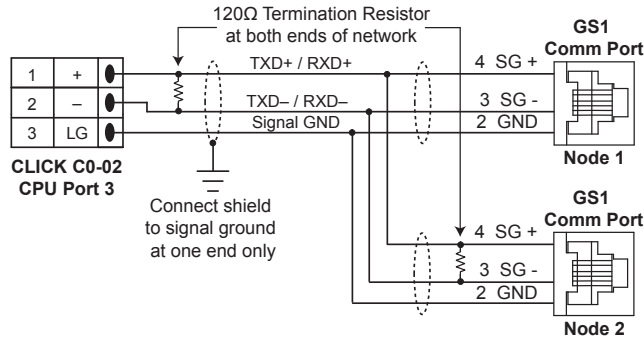 120Ω Termination Resistor
at both ends of network
GS1
Comm Port
TXD+ / RXD+
4 SG +
1 +
2 –
TXD– / RXD–
3 SG -
3 LG
Signal GND
2 GND
Node 1
CLICK C0-02
CPU Port 3
Connect shield
to signal ground
at one end only
GS1
Comm Port
4 SG +
3 SG -
2 GND
Node 2